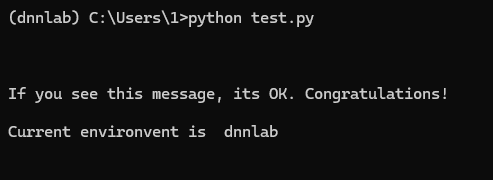 (dnnlab) C:\Users\1>python test.py
If you see this message, its OK. Congratulations!
Current environvent is  dnnlab